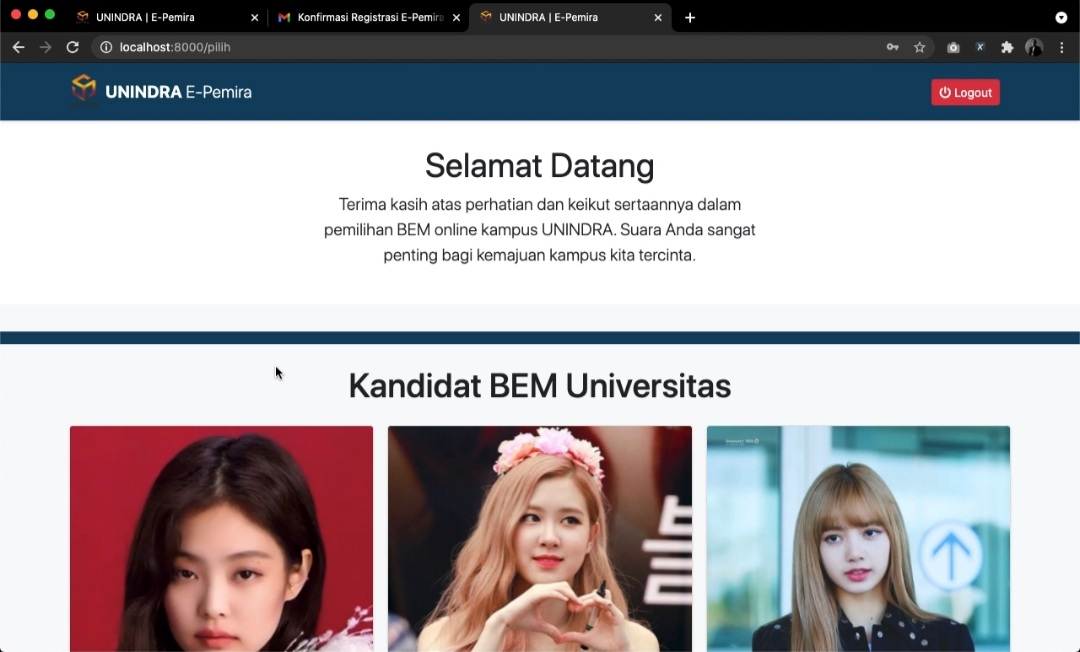 UNINDRA | E-Pemira
Konfirmasi Registrasi E-Pemira
UNINDRA | E-Pemira
localhost:8000/pilih
UNINDRA E-Pemira
Logout
Selamat Datang
Terima kasih atas perhatian dan keikut sertaannya dalam
pemilihan BEM online kampus UNINDRA. Suara Anda sangat
penting bagi kemajuan kampus kita tercinta.
Kandidat BEM Universitas